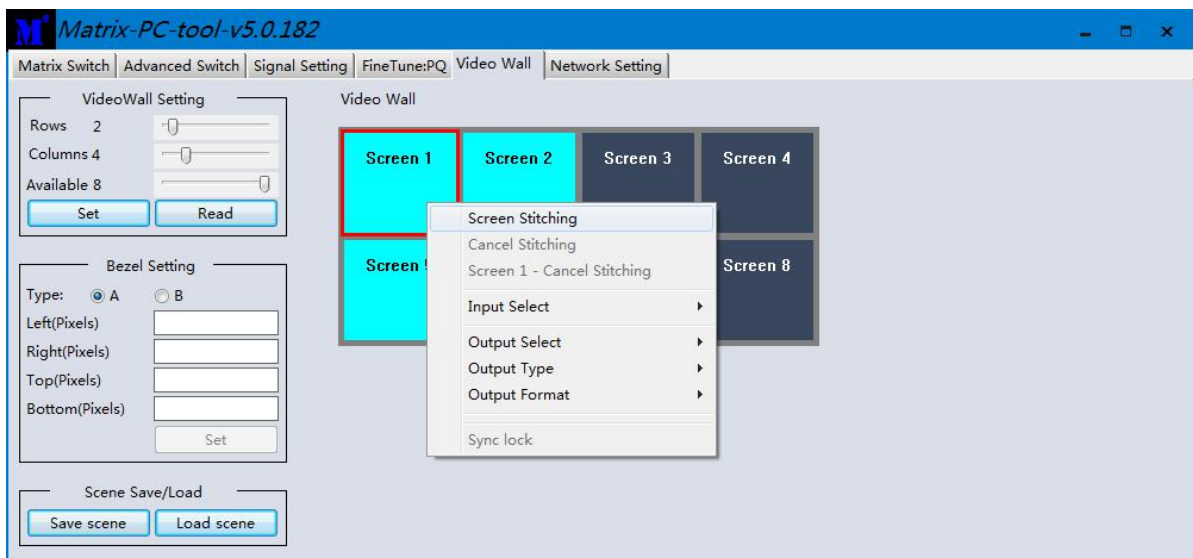 M Matrix-PC-tool-v5.0.182
Matrix Switch Advanced Switch Signal Setting FineTune:PQ Video Wall Network Setting
VideoWall Setting
Rows 2
Columns 4
Available 8
Set Read
Bezel Setting
Type: A B
Left(Pixels)
Right(Pixels)
Top(Pixels)
Bottom(Pixels)
Set
Scene Save/Load
Save scene Load scene
Video Wall
Screen 1 Screen 2 Screen 3 Screen 4
Screen Screen 8
Screen Stitching
Cancel Stitching
Screen 1 - Cancel Stitching
Input Select
Output Select
Output Type
Output Format
Sync lock